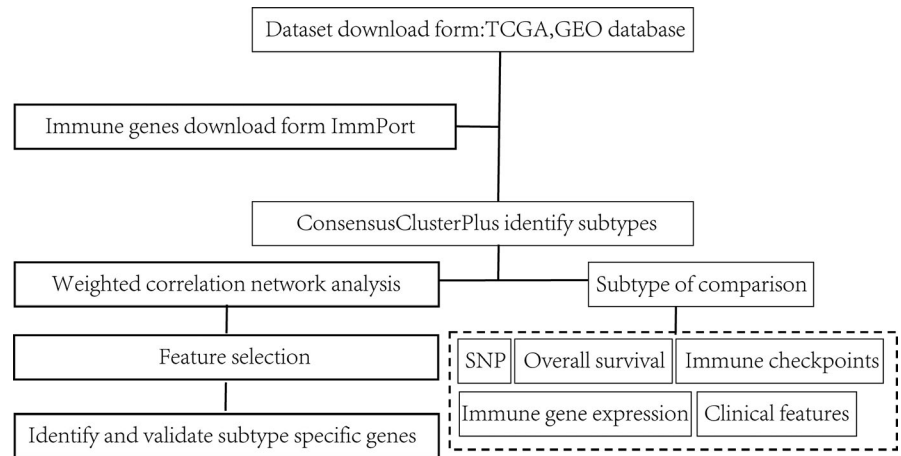 Dataset download form:TCGA,GEO database
Immune genes download form ImmPort
ConsensusClusterPlus identify subtypes
Weighted correlation network analysis
Subtype of comparison
Feature selection
SNP
Overall survival
Immune checkpoints
Immune gene expression
Clinical features
Identify and validate subtype specific genes